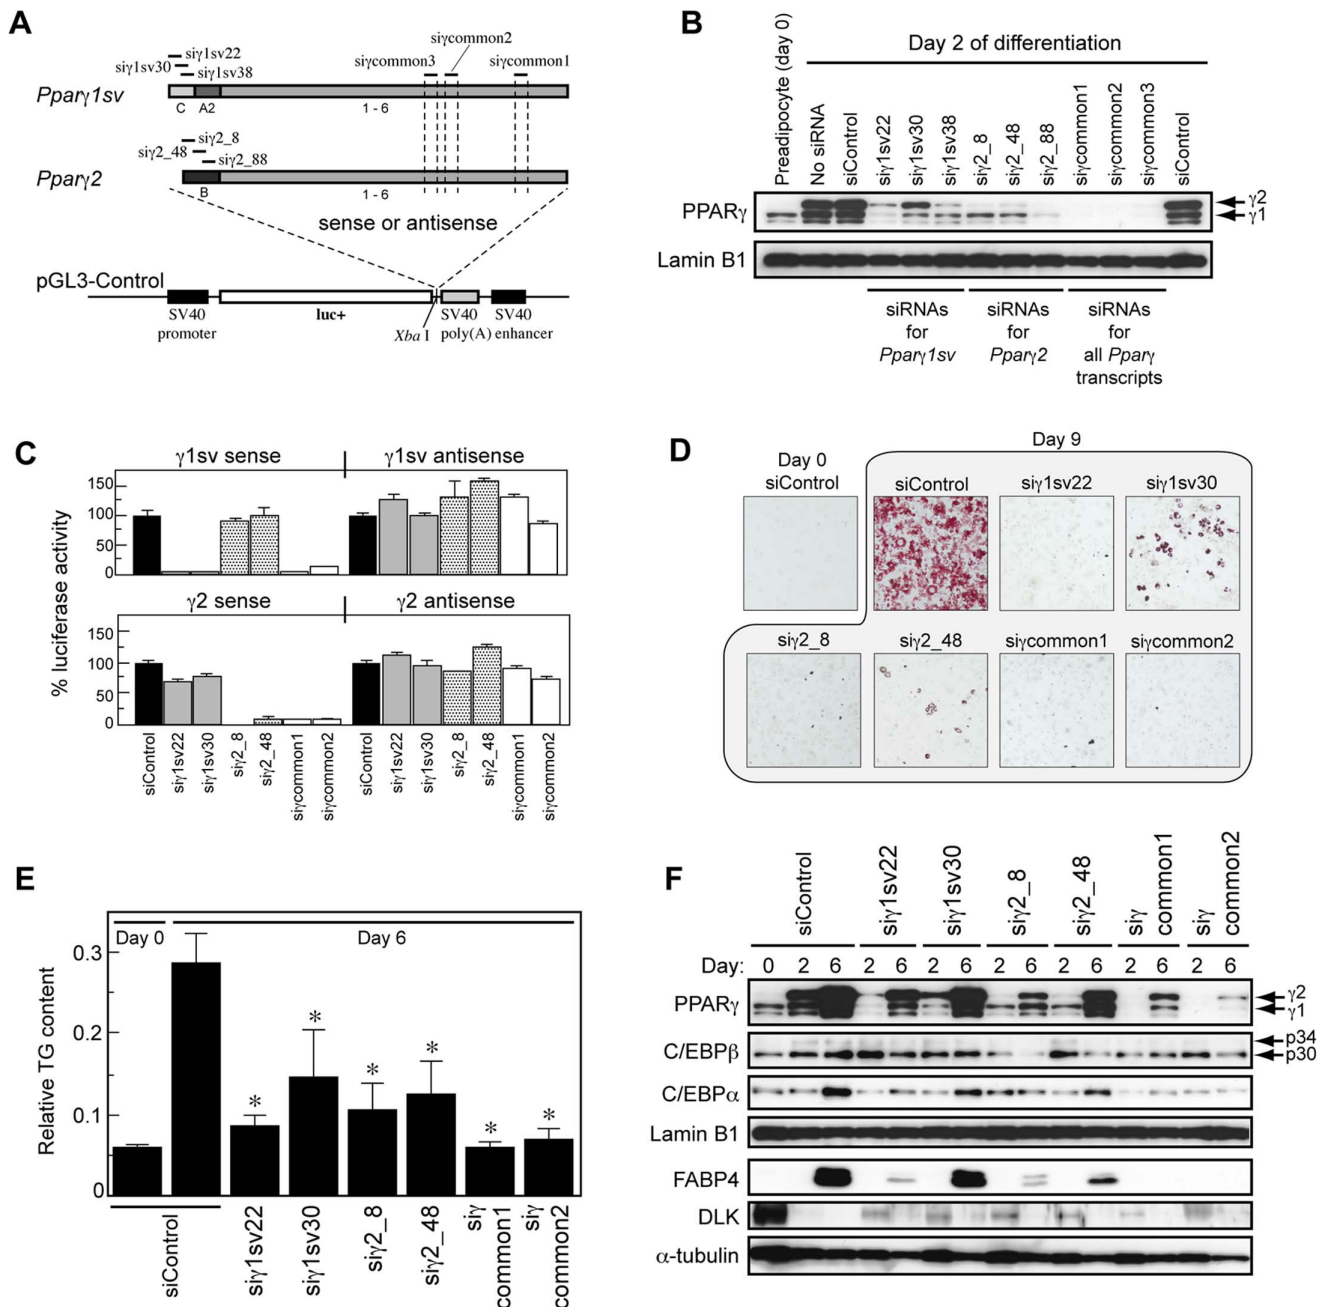 A
siγ1sv22
siγ1sv30
siγ1sv38
siγcommon2
siγcommon3
siγcommon1
Pparγ1sv
C
A2
1 - 6
siγ2_8
siγ2_48
siγ2_88
Pparγ2
B
1 - 6
sense or antisense
pGL3-Control
SV40
promoter
luc+
Xba I
SV40
poly(A)
SV40
enhancer
B
Day 2 of differentiation
Preadipocyte (day 0)
No siRNA
siControl
siγ1sv22
siγ1sv30
siγ1sv38
siγ2_8
siγ2_48
siγ2_88
siγcommon1
siγcommon2
siγcommon3
siControl
PPARγ
γ2
γ1
Lamin B1
siRNAs
for
Pparγ1sv
siRNAs
for
Pparγ2
siRNAs
for
all Pparγ
transcripts
C
γ1sv sense
γ1sv antisense
150
100
50
0
γ2 sense
γ2 antisense
150
100
50
0
% luciferase activity
siControl
siγ1sv22
siγ1sv30
siγ2_8
siγ2_48
siγcommon1
siγcommon2
siControl
siγ1sv22
siγ1sv30
siγ2_8
siγ2_48
siγcommon1
siγcommon2
D
Day 0
siControl
Day 9
siControl
siγ1sv22
siγ1sv30
siγ2_8
siγ2_48
siγcommon1
siγcommon2
E
Day 0
Day 6
0.3
0.2
0.1
0
Relative TG content
*
*
*
*
*
*
siControl
siγ1sv22
siγ1sv30
siγ2_8
siγ2_48
siγ
common1
siγ
common2
F
siControl
siγ1sv22
siγ1sv30
siγ2_8
siγ2_48
siγ
common1
siγ
common2
Day: 0 2 6 2 6 2 6 2 6 2 6 2 6 2 6
PPARγ
γ2
γ1
C/EBPβ
p34
p30
C/EBPα
Lamin B1
FABP4
DLK
α-tubulin